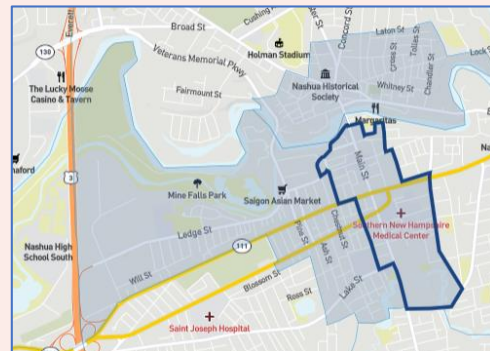 Cushing
Concord St
130
Everett
Broad St
Holman Stadium
Laton St
Lock S
Veterans Memorial Pkwy
Cross St
Tolles St
Chandler St
The Lucky Moose
Casino & Tavern
Nashua Historical
Society
Whitney St
Fairmount St
Margaritas
Main St
Na
naford
3
Mine Falls Park
Saigon Asian Market
Ledge St
Southern New Hampshire
Medical Center
Nashua High
School South
111
Pine St
Ash St
Chestnut St
Will St
Blossom St
Lake St
Ross St
Saint Joseph Hospital